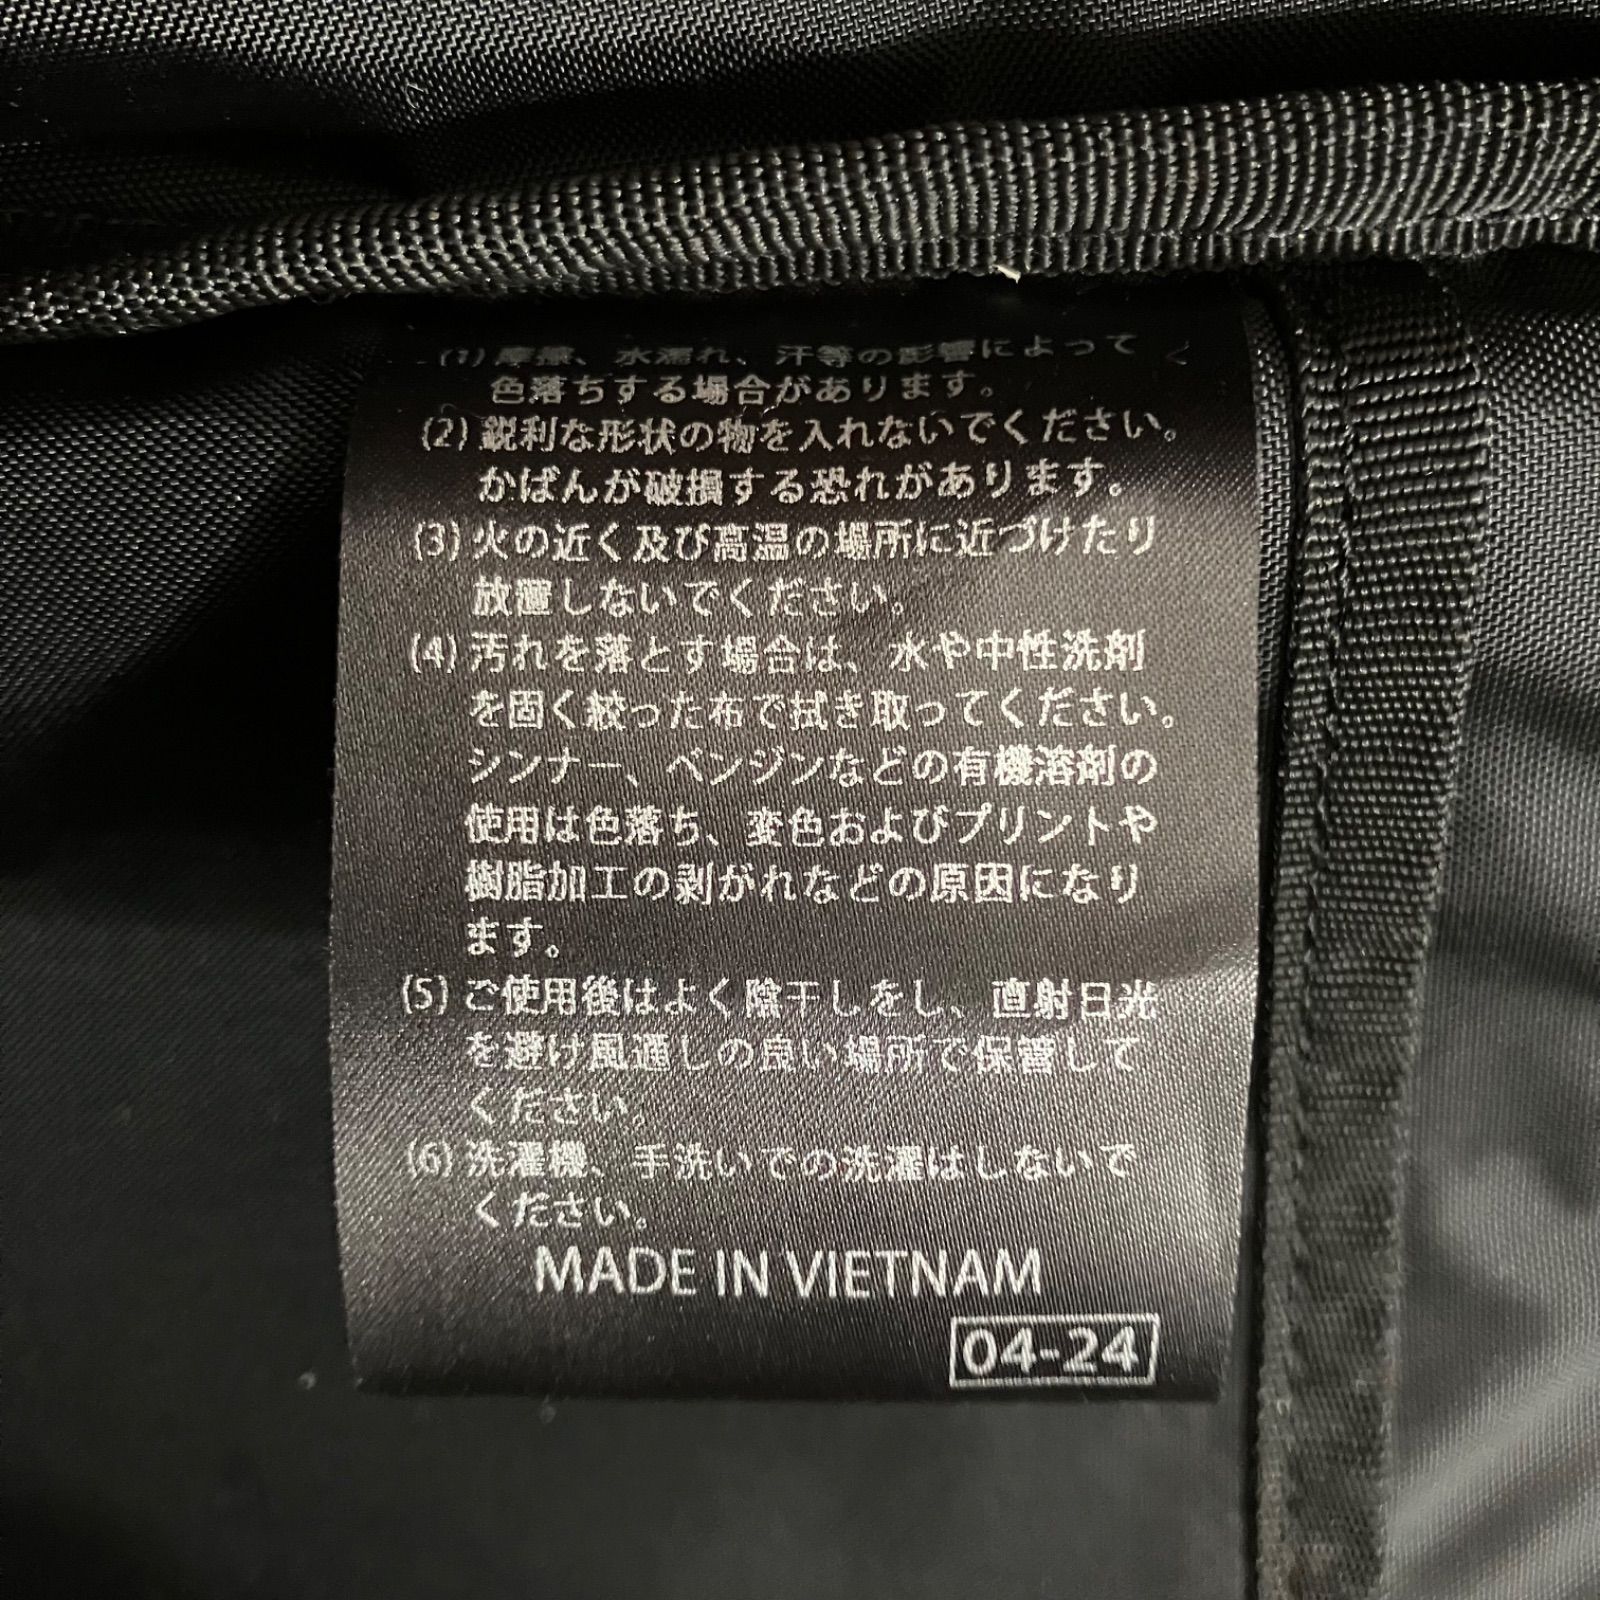 (1) 摩擦、水濡れ、汗等の影響によって
色落ちする場合があります。
(2) 鋭利な形状の物を入れないでください。
かばんが破損する恐れがあります。
(3) 火の近く及び高温の場所に近づけたり
放置しないでください。
(4) 汚れを落とす場合は、水や中性洗剤
を固く絞った布で拭き取ってください。
シンナー、ベンジンなどの有機溶剤の
使用は色落ち、変色およびプリントや
樹脂加工の剥がれなどの原因になり
ます。
(5) ご使用後はよく陰干しをし、直射日光
を避け風通しの良い場所で保管して
ください。
(6) 洗濯機、手洗いでの洗濯はしないで
ください。
MADE IN VIETNAM
04-24